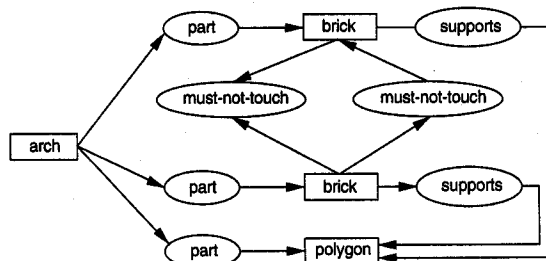 part brick supports
must-not-touch must-not-touch
arch
part brick supports
part polygon